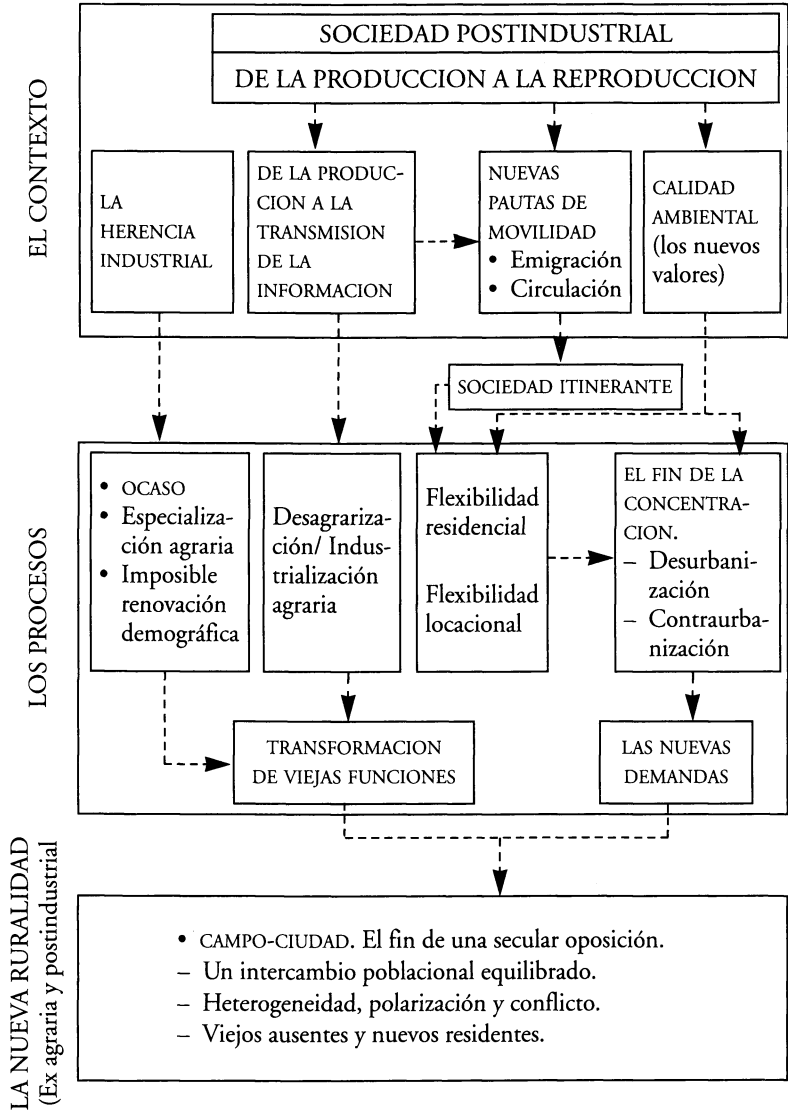 SOCIEDAD POSTINDUSTRIAL
DE LA PRODUCCION A LA REPRODUCCION
EL CONTEXTO
LA
HERENCIA
INDUSTRIAL
DE LA PRODUC-
CION A LA
TRANSMISION
DE LA
INFORMACION
NUEVAS
PAUTAS DE
MOVILIDAD
• Emigración
• Circulación
CALIDAD
AMBIENTAL
(los nuevos
valores)
SOCIEDAD ITINERANTE
LOS PROCESOS
• OCASO
• Especializa-
ción agraria
• Imposible
renovación
demográfica
Desagrariza-
ción/ Indus-
trialización
agraria
Flexibilidad
residencial
Flexibilidad
locacional
EL FIN DE LA
CONCENTRA-
CION.
– Desurbani-
zación
– Contraurba-
nización
TRANSFORMACION
DE VIEJAS FUNCIONES
LAS NUEVAS
DEMANDAS
LA NUEVA RURALIDAD
(Ex agraria y postindustrial
• CAMPO-CIUDAD. El fin de una secular oposición.
– Un intercambio poblacional equilibrado.
– Heterogeneidad, polarización y conflicto.
– Viejos ausentes y nuevos residentes.